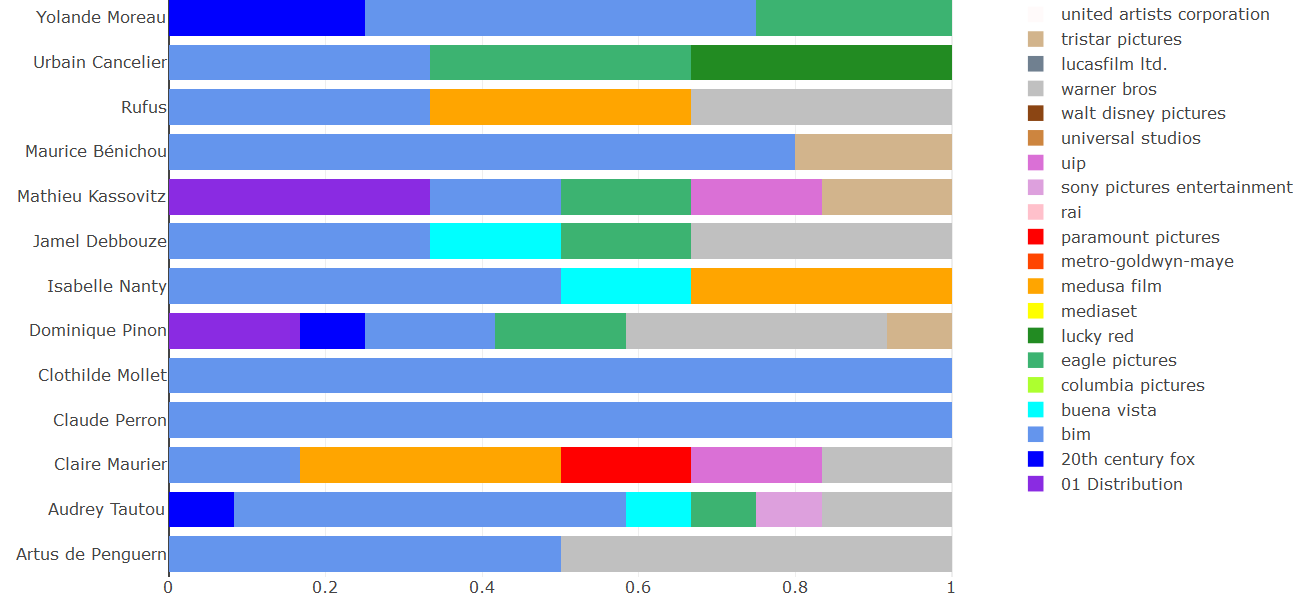 Yolande Moreau
Urbain Cancelier
Rufus
Maurice Bénichou
Mathieu Kassovitz
Jamel Debbouze
Isabelle Nanty
Dominique Pinon
Clothilde Mollet
Claude Perron
Claire Maurier
Audrey Tautou
Artus de Penguern
0 0.2 0.4 0.6 0.8 1
united artists corporation
tristar pictures
lucasfilm ltd.
warner bros
walt disney pictures
universal studios
uip
sony pictures entertainment
rai
paramount pictures
metro-goldwyn-maye
medusa film
mediaset
lucky red
eagle pictures
columbia pictures
buena vista
bim
20th century fox
01 Distribution